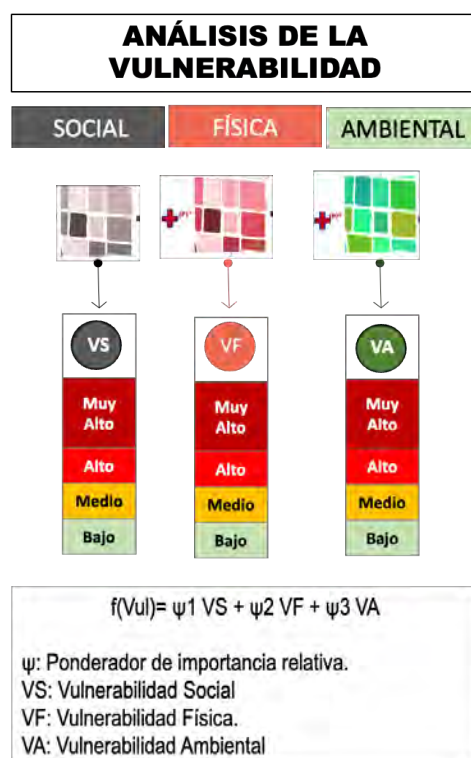 ANÁLISIS DE LA
VULNERABILIDAD
SOCIAL
FÍSICA
AMBIENTAL
VS
VF
VA
Muy
Alto
Alto
Medio
Bajo
Muy
Alto
Alto
Medio
Bajo
Muy
Alto
Alto
Medio
Bajo
f(Vul)= ψ1 VS + ψ2 VF + ψ3 VA
ψ: Ponderador de importancia relativa.
VS: Vulnerabilidad Social
VF: Vulnerabilidad Física.
VA: Vulnerabilidad Ambiental